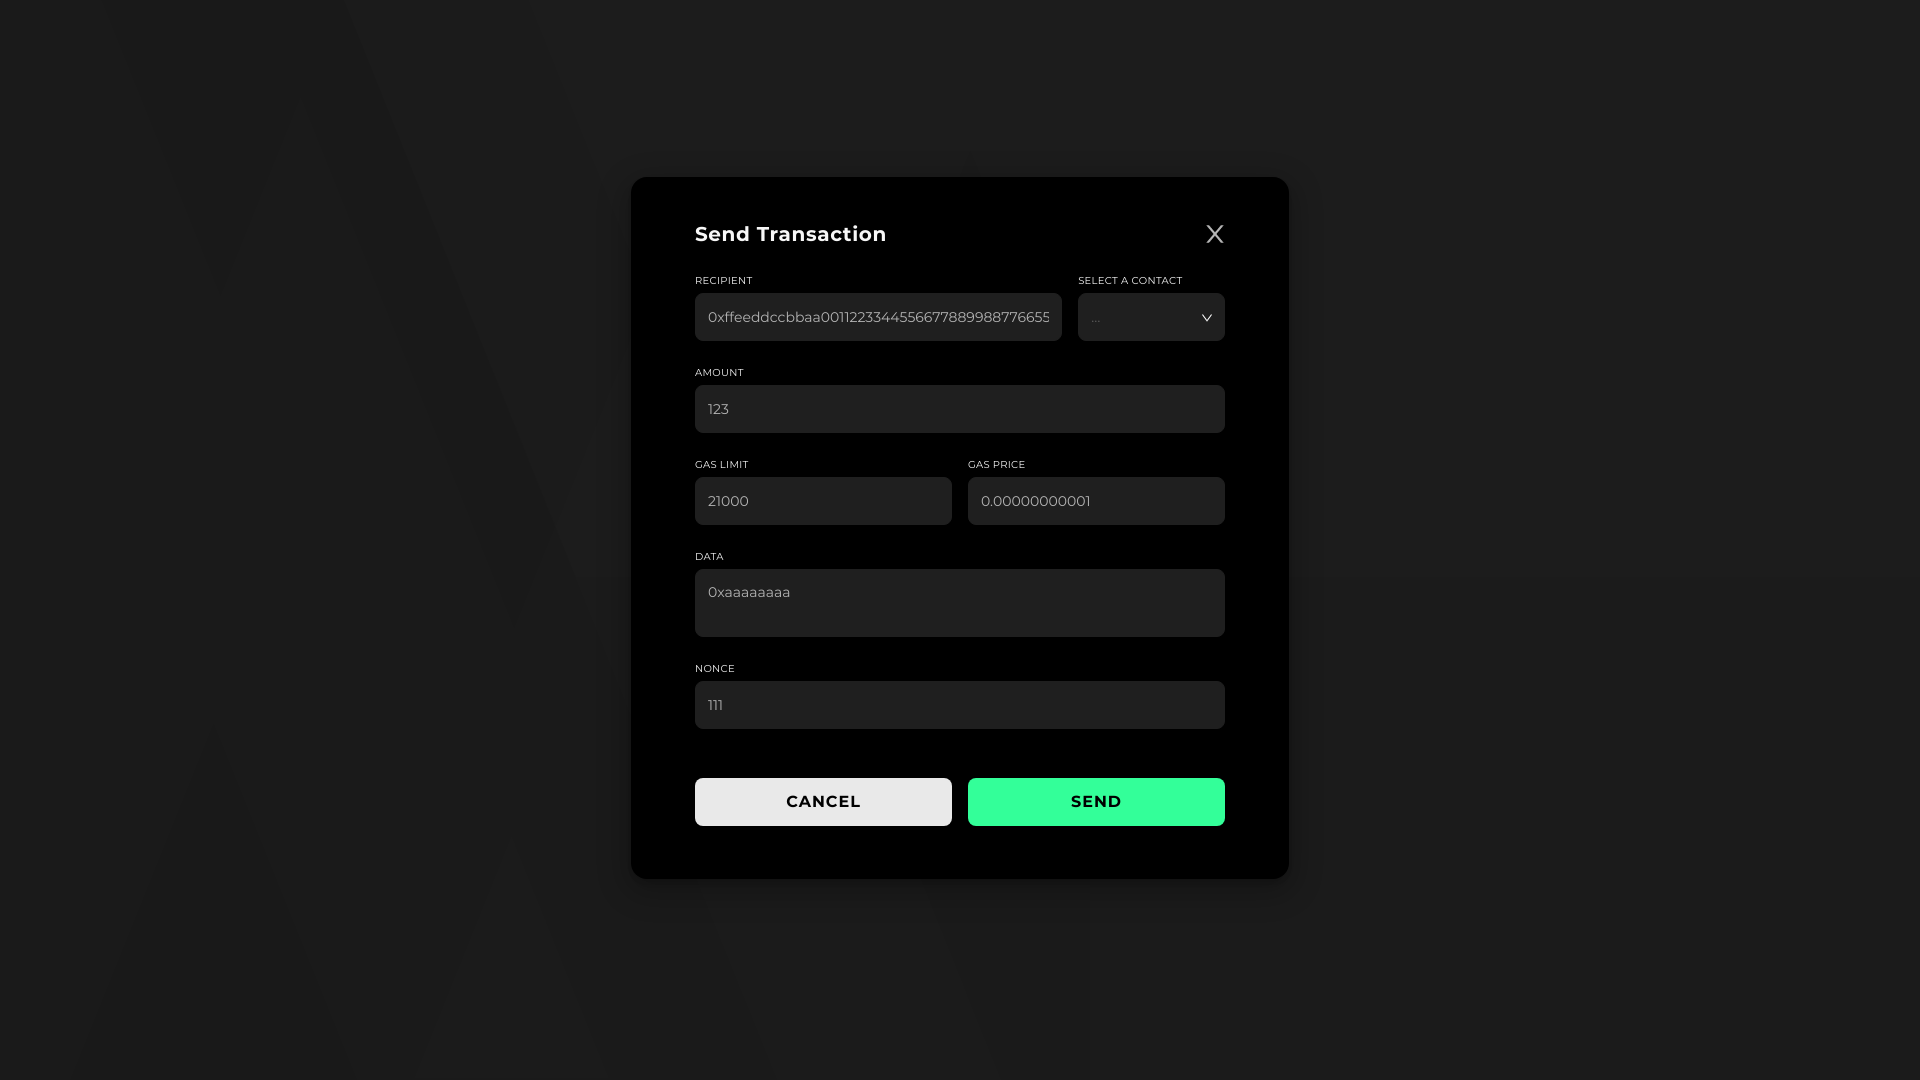 Send Transaction
X
RECIPIENT
SELECT A CONTACT
0xffeeddccbbaa0011223344556677889988776655
...
AMOUNT
123
GAS LIMIT
GAS PRICE
21000
0.00000000001
DATA
0xaaaaaaaa
NONCE
111
CANCEL
SEND